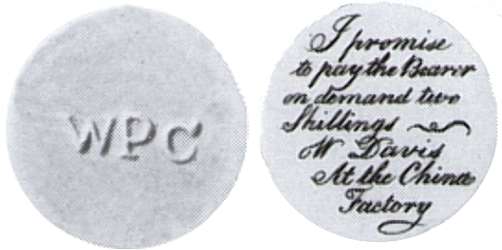 WPC
I promise
to pay the Bearer
on demand two
Shillings
W Davis
At the China
Factory